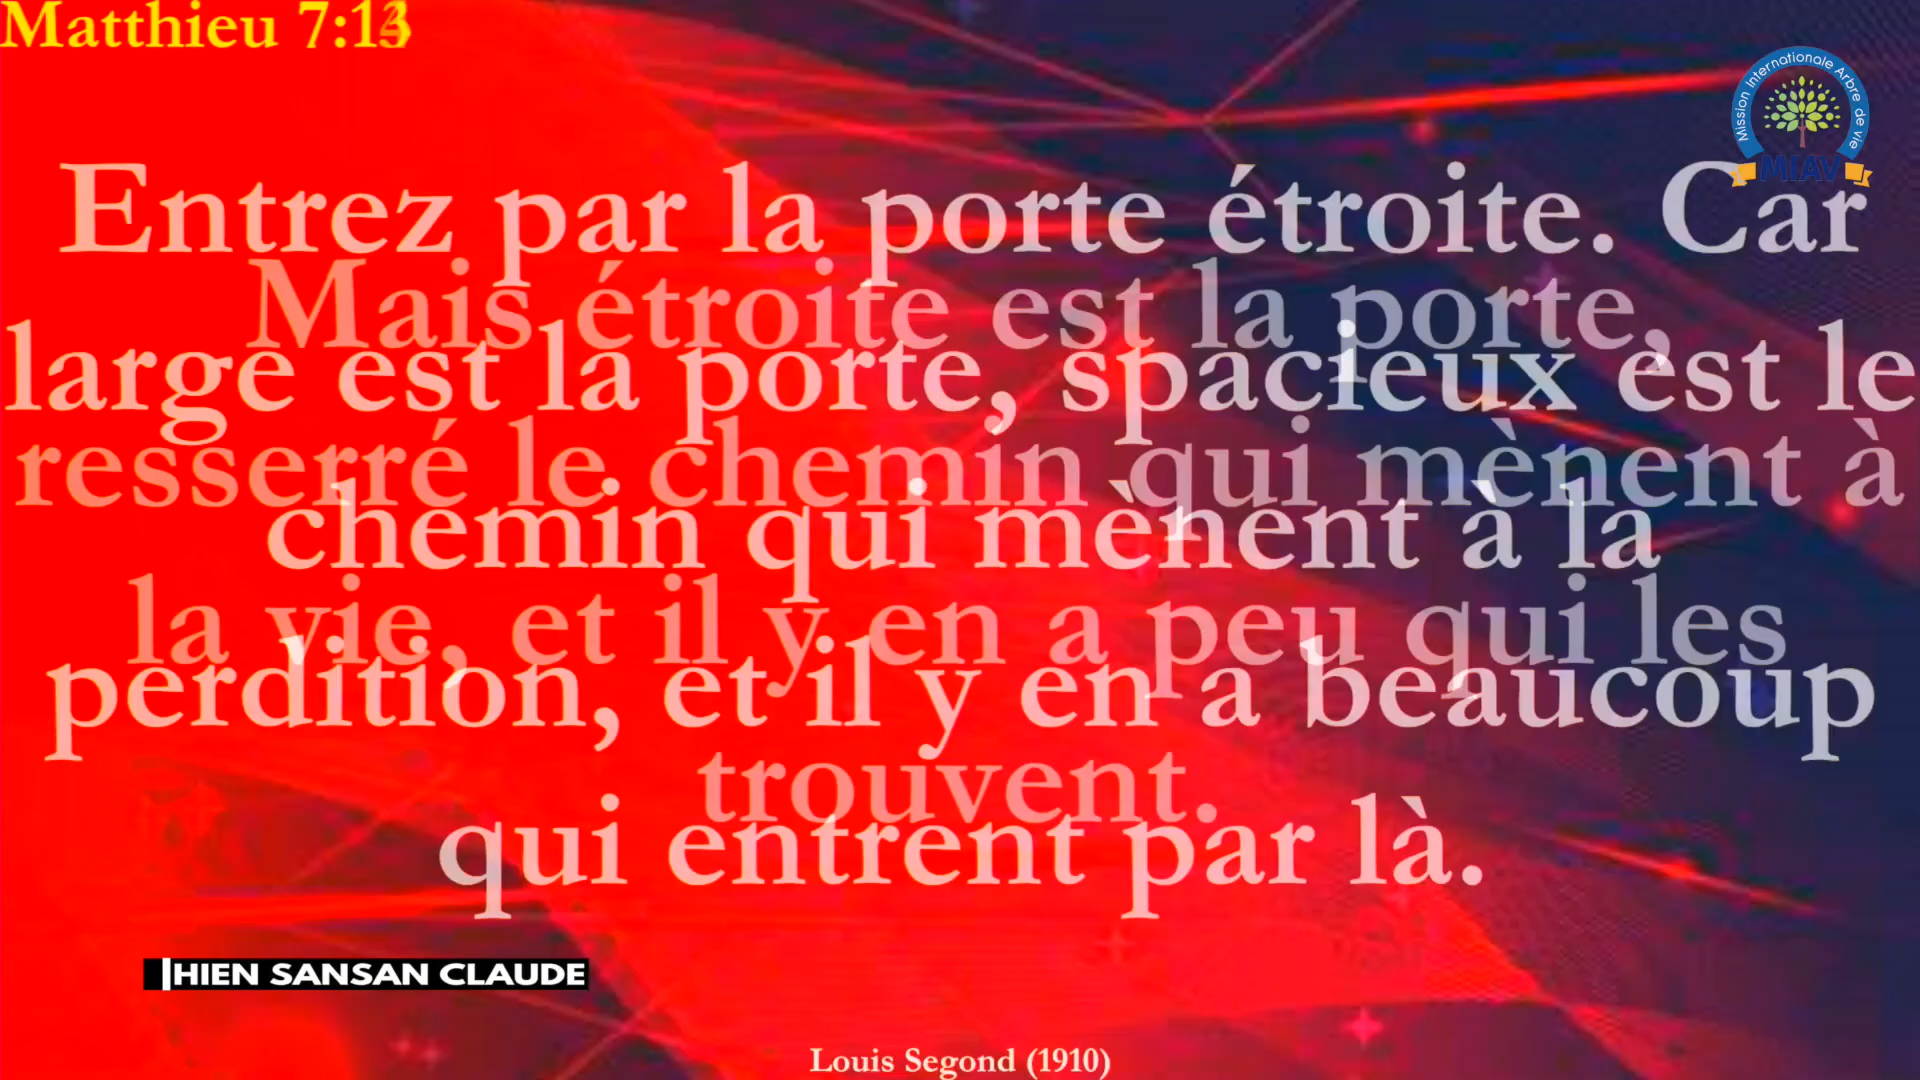 Matthieu 7:13
Mission Internationale Arbre de vie
MIAV
Entrez par la porte étroite. Car
large est la porte, spacieux est le
chemin qui mènent à la
perdition, et il y en a beaucoup
qui entrent par là.
Mais étroite est la porte,
resserré le chemin qui mènent à
la vie, et il y en a peu qui les
trouvent.
HIEN SANSAN CLAUDE
Louis Segond (1910)